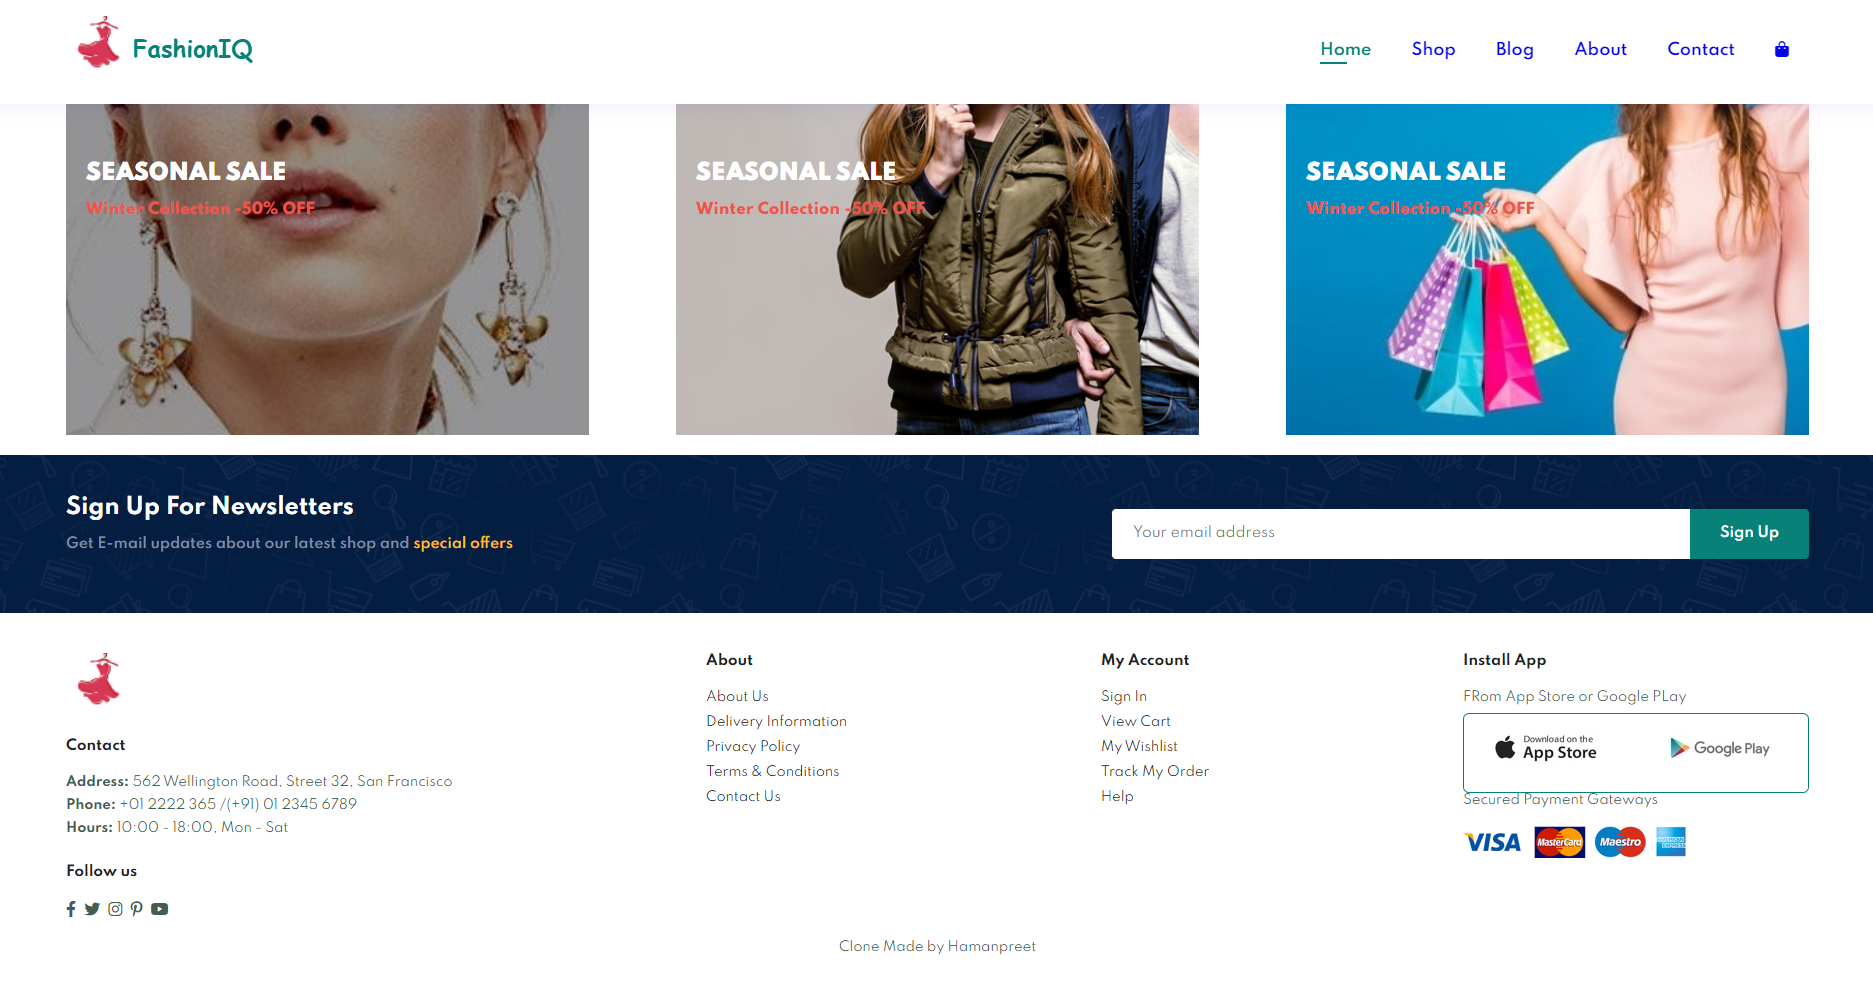 FashionIQ
Home Shop Blog About Contact
SEASONAL SALE
Winter Collection -50% OFF
SEASONAL SALE
Winter Collection -50% OFF
SEASONAL SALE
Winter Collection -50% OFF
Sign Up For Newsletters
Get E-mail updates about our latest shop and special offers
Your email address
Sign Up
Contact
Address: 562 Wellington Road, Street 32, San Francisco
Phone: +01 2222 365 /(+91) 01 2345 6789
Hours: 10:00 - 18:00, Mon - Sat
Follow us
About
About Us
Delivery Information
Privacy Policy
Terms & Conditions
Contact Us
My Account
Sign In
View Cart
My Wishlist
Track My Order
Help
Install App
FRom App Store or Google PLay
Download on the
App Store
Google Play
Secured Payment Gateways
VISA MasterCard Maestro AMERICAN EXPRESS
Clone Made by Hamanpreet